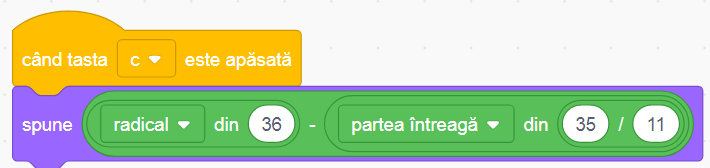 când tasta c este apăsată
spune radical din 36 - partea întreagă din 35 / 11